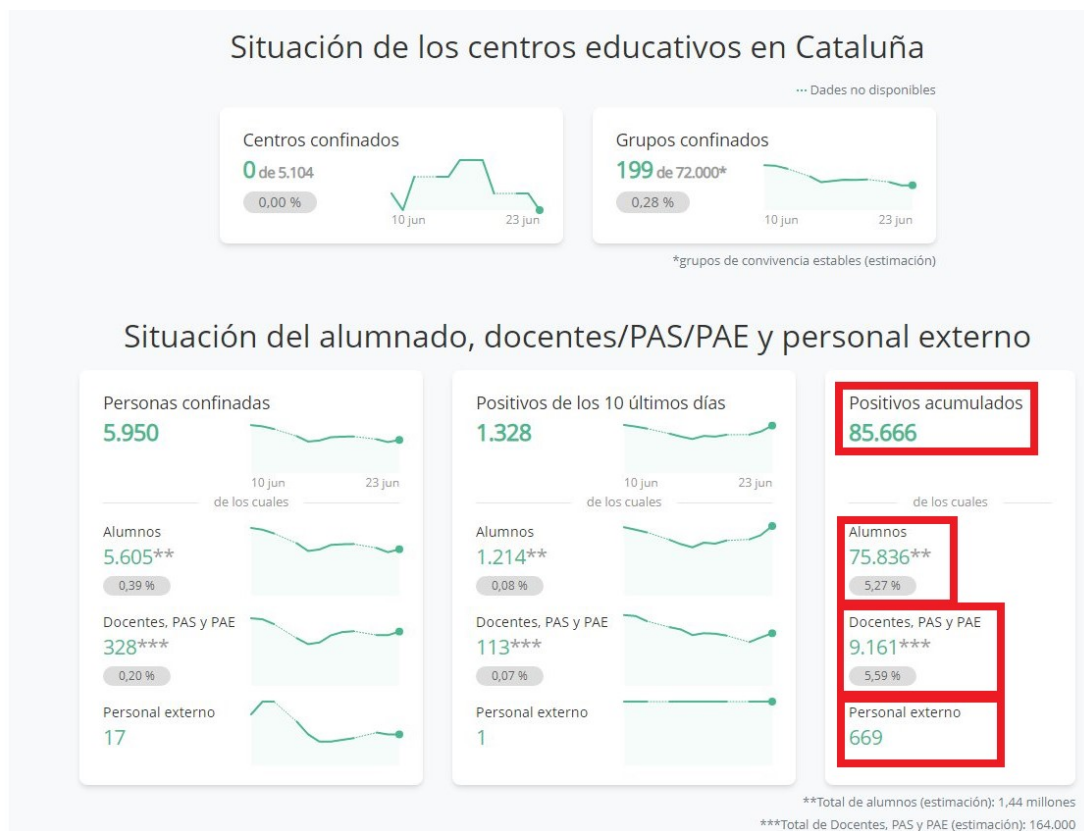 Situación de los centros educativos en Cataluña
··· Dades no disponibles
Centros confinados
0 de 5.104
0,00 %
10 jun 23 jun
Grupos confinados
199 de 72.000*
0,28 %
10 jun 23 jun
*grupos de convivencia estables (estimación)
Situación del alumnado, docentes/PAS/PAE y personal externo
Personas confinadas
5.950
10 jun 23 jun
de los cuales
Alumnos
5.605**
0,39 %
Docentes, PAS y PAE
328***
0,20 %
Personal externo
17
Positivos de los 10 últimos días
1.328
10 jun 23 jun
de los cuales
Alumnos
1.214**
0,08 %
Docentes, PAS y PAE
113***
0,07 %
Personal externo
1
Positivos acumulados
85.666
de los cuales
Alumnos
75.836**
5,27 %
Docentes, PAS y PAE
9.161***
5,59 %
Personal externo
669
**Total de alumnos (estimación): 1,44 millones
***Total de Docentes, PAS y PAE (estimación): 164.000